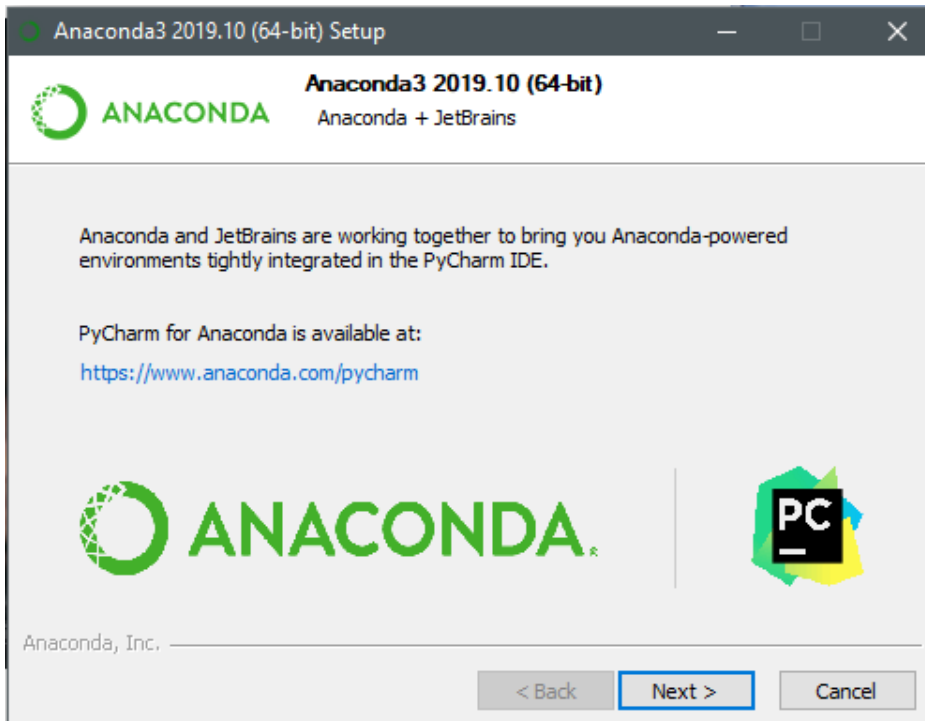 Anaconda3 2019.10 (64-bit) Setup
ANACONDA
Anaconda3 2019.10 (64-bit)
Anaconda + JetBrains
Anaconda and JetBrains are working together to bring you Anaconda-powered
environments tightly integrated in the PyCharm IDE.
PyCharm for Anaconda is available at:
https://www.anaconda.com/pycharm
ANACONDA.
PC
Anaconda, Inc.
< Back
Next >
Cancel